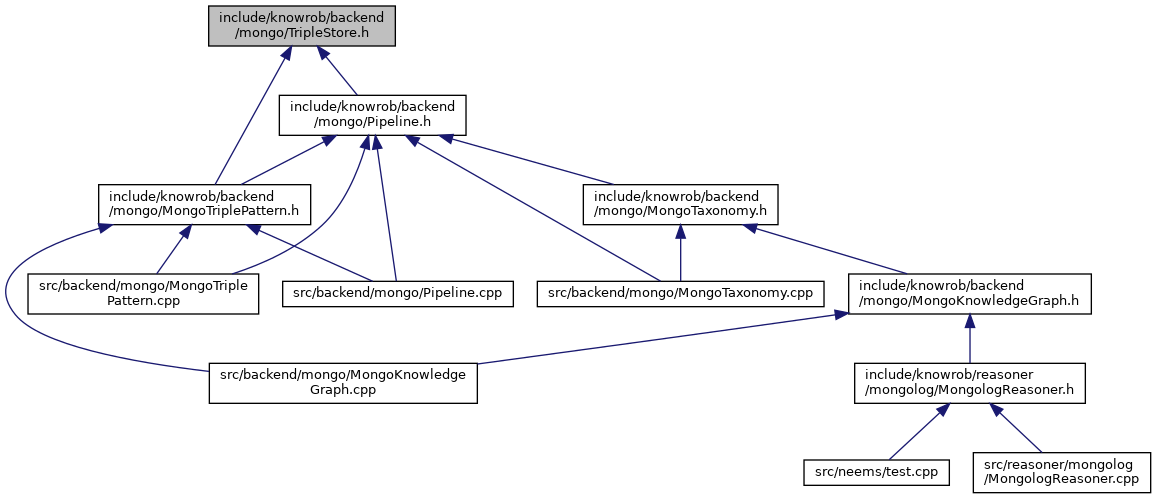 include/knowrob/backend
/mongo/TripleStore.h
include/knowrob/backend
/mongo/Pipeline.h
include/knowrob/backend
/mongo/MongoTriplePattern.h
include/knowrob/backend
/mongo/MongoTaxonomy.h
src/backend/mongo/MongoTriple
Pattern.cpp
src/backend/mongo/Pipeline.cpp
src/backend/mongo/MongoTaxonomy.cpp
include/knowrob/backend
/mongo/MongoKnowledgeGraph.h
src/backend/mongo/MongoKnowledge
Graph.cpp
include/knowrob/reasoner
/mongolog/MongologReasoner.h
src/neems/test.cpp
src/reasoner/mongolog
/MongologReasoner.cpp